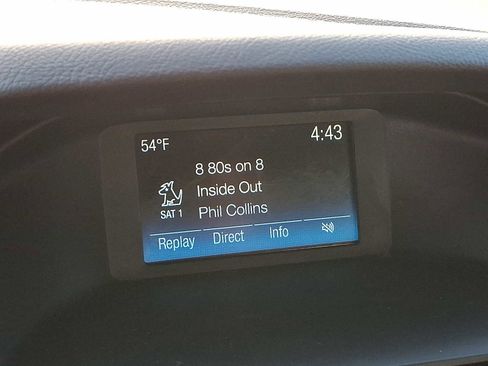 54°F 4:43
8 80s on 8
Inside Out
SAT 1 Phil Collins
Replay Direct Info